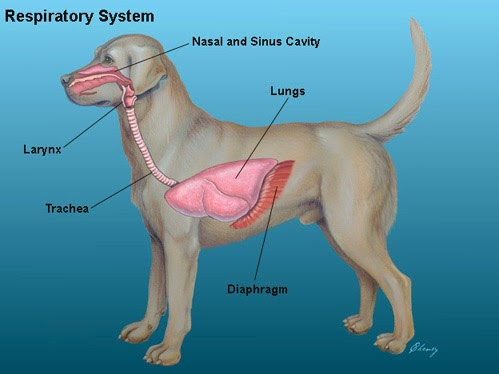 Respiratory System
Nasal and Sinus Cavity
Lungs
Larynx
Trachea
Diaphragm